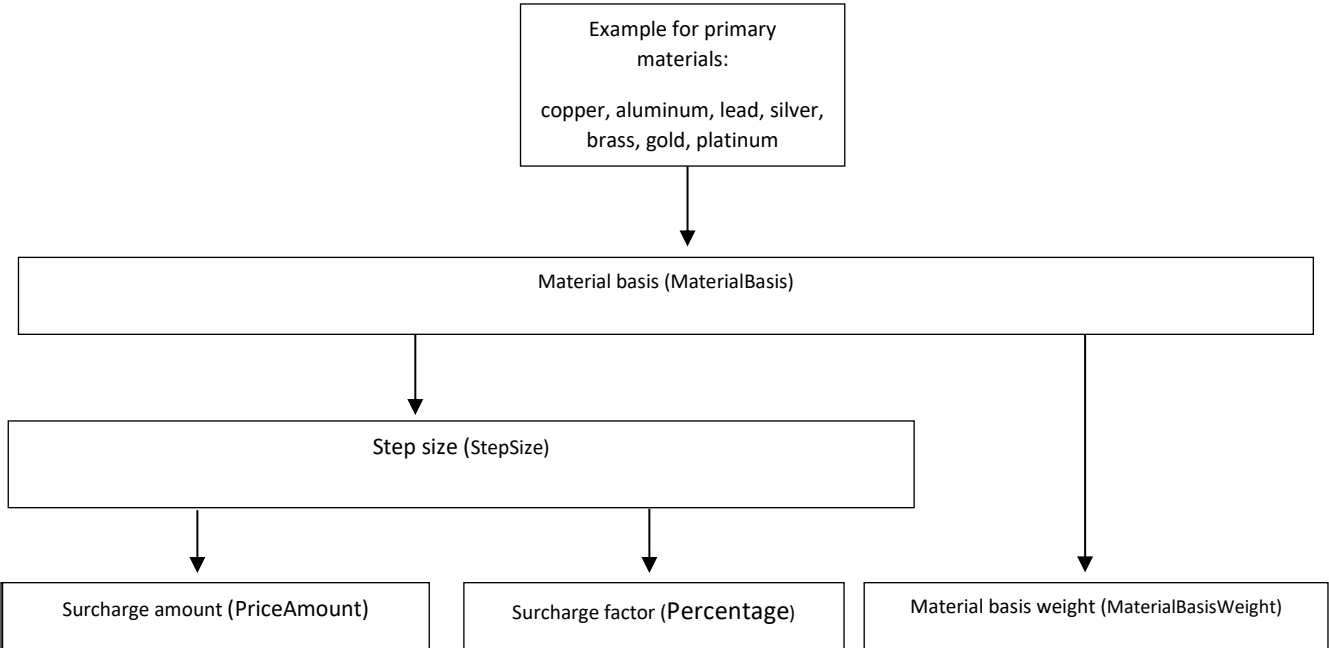 Example for primary
materials:
copper, aluminum, lead, silver,
brass, gold, platinum
Material basis (MaterialBasis)
Step size (StepSize)
Surcharge amount (PriceAmount)
Surcharge factor (Percentage)
Material basis weight (MaterialBasisWeight)